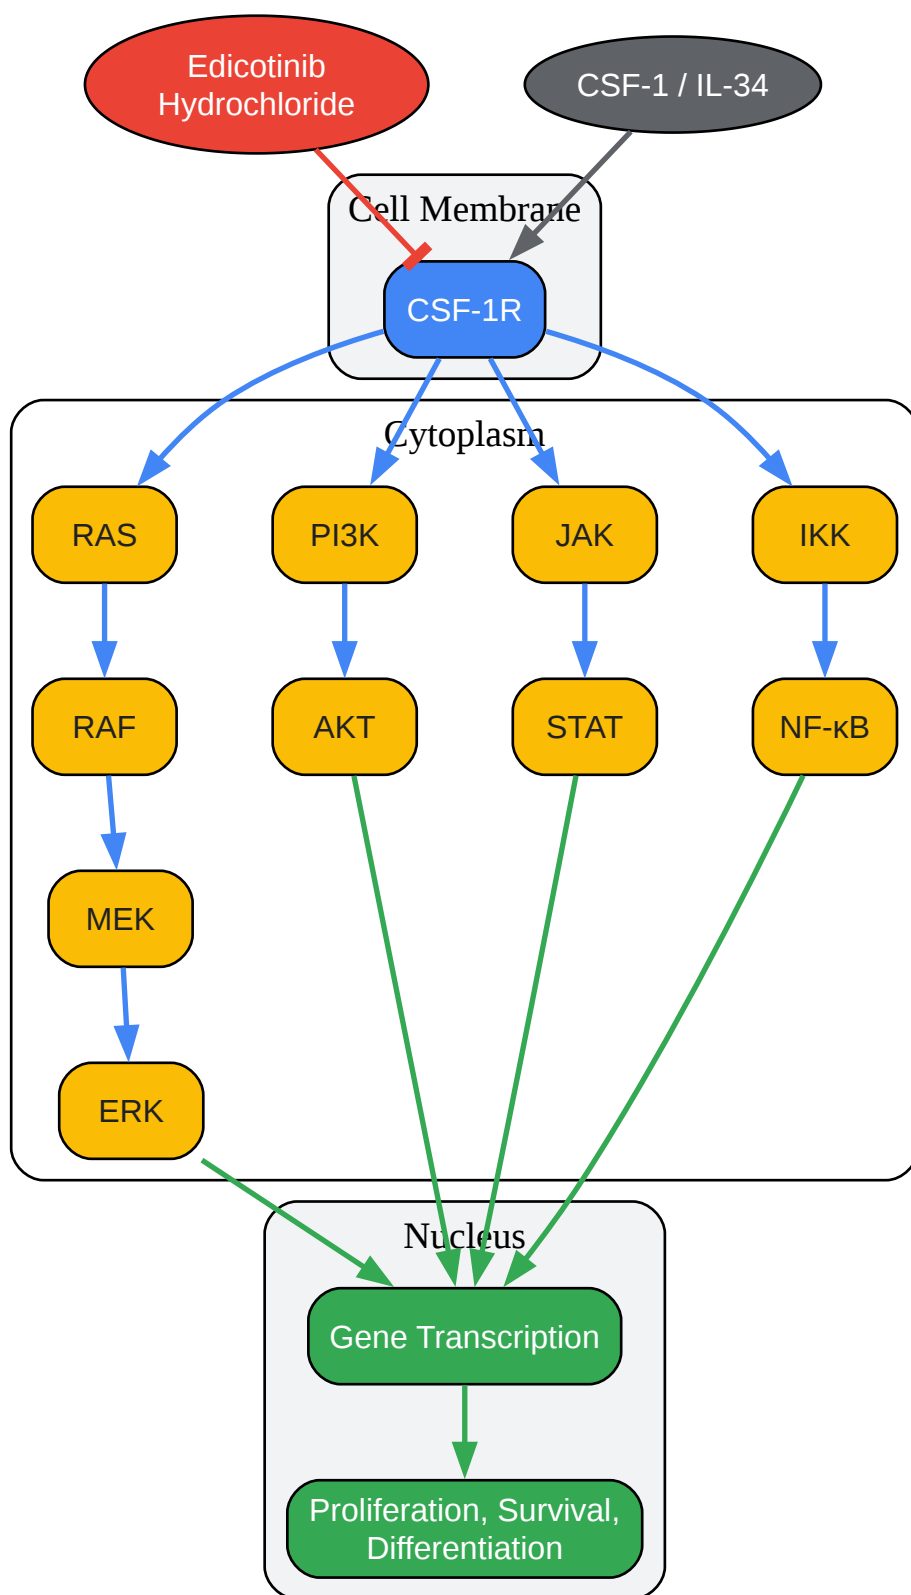 Edicotinib
Hydrochloride
CSF-1 / IL-34
Cell Membrane
CSF-1R
Cytoplasm
RAS
PI3K
JAK
IKK
RAF
AKT
STAT
NF-κB
MEK
ERK
Nucleus
Gene Transcription
Proliferation, Survival,
Differentiation